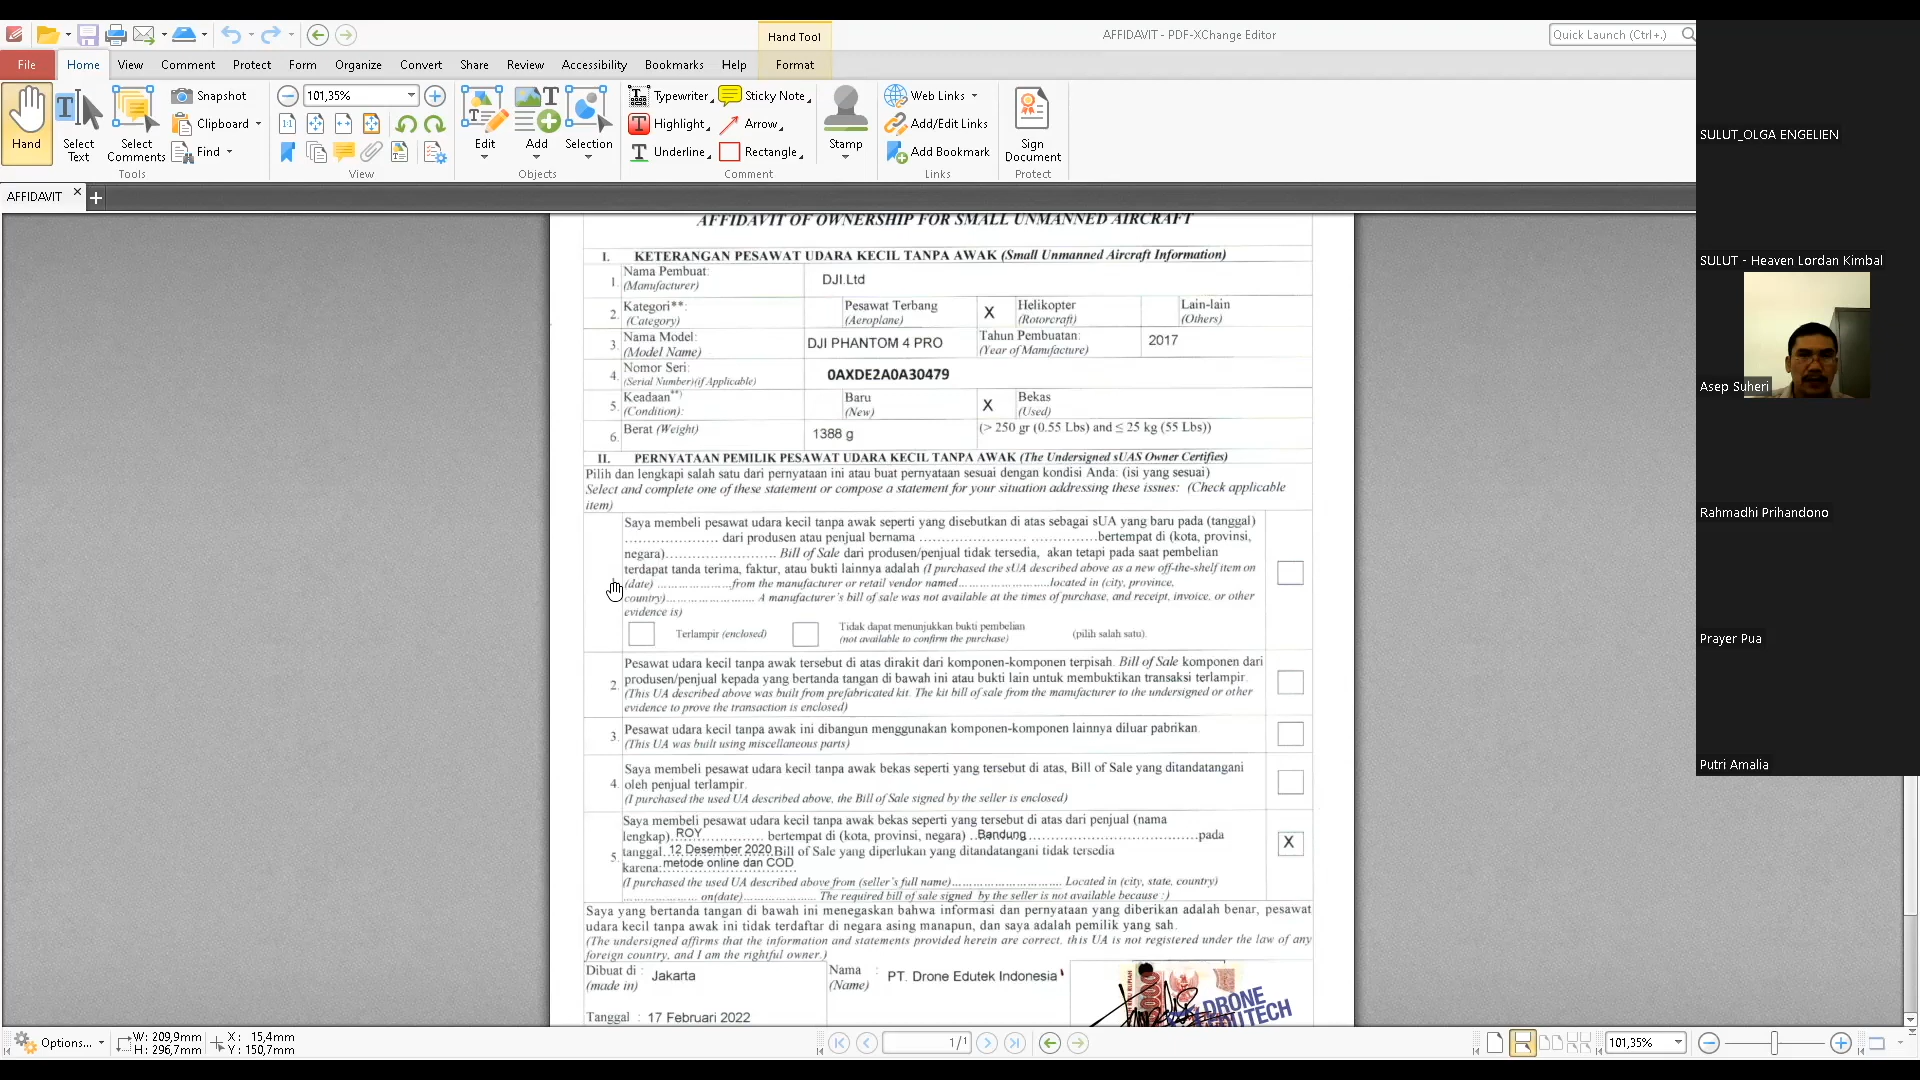 Hand Tool
AFFIDAVIT - PDF-XChange Editor
Quick Launch (Ctrl+.)
File
Home
View
Comment
Protect
Form
Organize
Convert
Share
Review
Accessibility
Bookmarks
Help
Format
Hand
Select Text
Select Comments
Snapshot
Clipboard
Find
Tools
101,35%
View
Edit
Add
Selection
Objects
Typewriter
Highlight
Underline
Sticky Note
Arrow
Rectangle
Comment
Stamp
Web Links
Add/Edit Links
Add Bookmark
Links
Sign Document
Protect
AFFIDAVIT
AFFIDAVIT OF OWNERSHIP FOR SMALL UNMANNED AIRCRAFT
I. KETERANGAN PESAWAT UDARA KECIL TANPA AWAK (Small Unmanned Aircraft Information)
1. Nama Pembuat: (Manufacturer) DJI.Ltd
2. Kategori**: (Category) Pesawat Terbang (Aeroplane) X Helikopter (Rotorcraft) Lain-lain (Others)
3. Nama Model: (Model Name) DJI PHANTOM 4 PRO Tahun Pembuatan: (Year of Manufacture) 2017
4. Nomor Seri: (Serial Number)(if Applicable) 0AXDE2A0A30479
5. Keadaan**) (Condition): Baru (New) X Bekas (Used)
6. Berat (Weight) 1388 g (> 250 gr (0.55 Lbs) and ≤ 25 kg (55 Lbs))
II. PERNYATAAN PEMILIK PESAWAT UDARA KECIL TANPA AWAK (The Undersigned sUAS Owner Certifies)
Pilih dan lengkapi salah satu dari pernyataan ini atau buat pernyataan sesuai dengan kondisi Anda: (isi yang sesuai)
Select and complete one of these statement or compose a statement for your situation addressing these issues: (Check applicable
item)
Saya membeli pesawat udara kecil tanpa awak seperti yang disebutkan di atas sebagai sUA yang baru pada (tanggal)
.................... dari produsen atau penjual bernama .................... ....................bertempat di (kota, provinsi,
negara)....................... Bill of Sale dari produsen/penjual tidak tersedia, akan tetapi pada saat pembelian
terdapat tanda terima, faktur, atau bukti lainnya adalah (I purchased the sUA described above as a new off-the-shelf item on
(date) ....................from the manufacturer or retail vendor named.......................located in (city, province,
country)....................... A manufacturer's bill of sale was not available at the times of purchase, and receipt, invoice, or other
evidence is)
Terlampir (enclosed) Tidak dapat menunjukkan bukti pembelian (not available to confirm the purchase) (pilih salah satu).
2. Pesawat udara kecil tanpa awak tersebut di atas dirakit dari komponen-komponen terpisah. Bill of Sale komponen dari
produsen/penjual kepada yang bertanda tangan di bawah ini atau bukti lain untuk membuktikan transaksi terlampir.
(This UA described above was built from prefabricated kit. The kit bill of sale from the manufacturer to the undersigned or other
evidence to prove the transaction is enclosed)
3. Pesawat udara kecil tanpa awak ini dibangun menggunakan komponen-komponen lainnya diluar pabrikan.
(This UA was built using miscellaneous parts)
4. Saya membeli pesawat udara kecil tanpa awak bekas seperti yang tersebut di atas, Bill of Sale yang ditandatangani
oleh penjual terlampir.
(I purchased the used UA described above, the Bill of Sale signed by the seller is enclosed)
5. Saya membeli pesawat udara kecil tanpa awak bekas seperti yang tersebut di atas dari penjual (nama
lengkap) ROY bertempat di (kota, provinsi, negara) Bandung pada X
tanggal 12 Desember 2020 Bill of Sale yang diperlukan yang ditandatangani tidak tersedia
karena metode online dan COD
(I purchased the used UA described above from (seller's full name)............................ Located in (city, state, country)
.................... on(date).................... The required bill of sale signed by the seller is not available because :)
Saya yang bertanda tangan di bawah ini menegaskan bahwa informasi dan pernyataan yang diberikan adalah benar, pesawat
udara kecil tanpa awak ini tidak terdaftar di negara asing manapun, dan saya adalah pemilik yang sah.
(The undersigned affirms that the information and statements provided herein are correct, this UA is not registered under the law of any
foreign country, and I am the rightful owner.)
Dibuat di : (made in) Jakarta Nama : (Name) PT. Drone Edutek Indonesia
Tanggal : 17 Februari 2022
DRONE
EDUTECH
SULUT_OLGA ENGELIEN
SULUT - Heaven Lordan Kimbal
Asep Suheri
Rahmadhi Prihandono
Prayer Pua
Putri Amalia
Options...
W: 209,9mm
H: 296,7mm
X: 15,4mm
Y: 150,7mm
1/1
101,35%